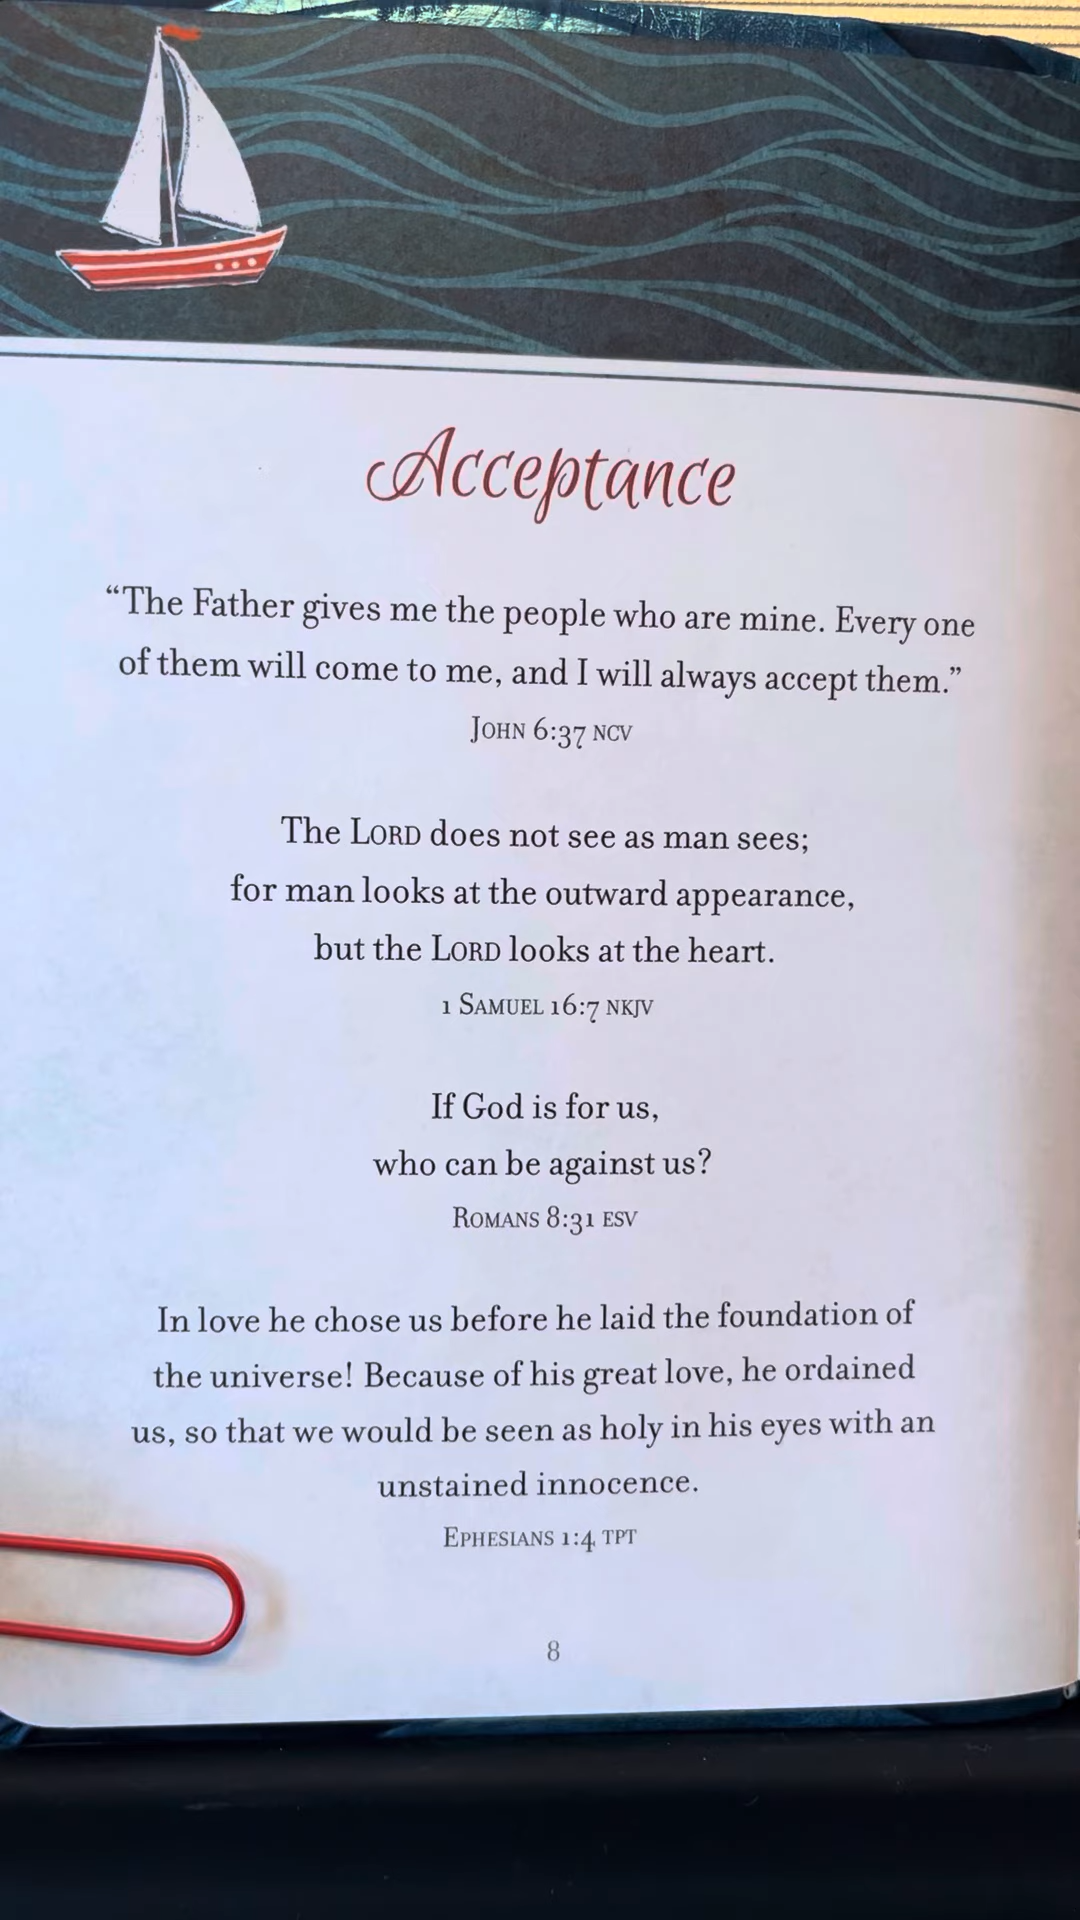 Acceptance
“The Father gives me the people who are mine. Every one
of them will come to me, and I will always accept them.”
John 6:37 NCV
The LORD does not see as man sees;
for man looks at the outward appearance,
but the LORD looks at the heart.
1 Samuel 16:7 NKJV
If God is for us,
who can be against us?
Romans 8:31 ESV
In love he chose us before he laid the foundation of
the universe! Because of his great love, he ordained
us, so that we would be seen as holy in his eyes with an
unstained innocence.
Ephesians 1:4 TPT
8